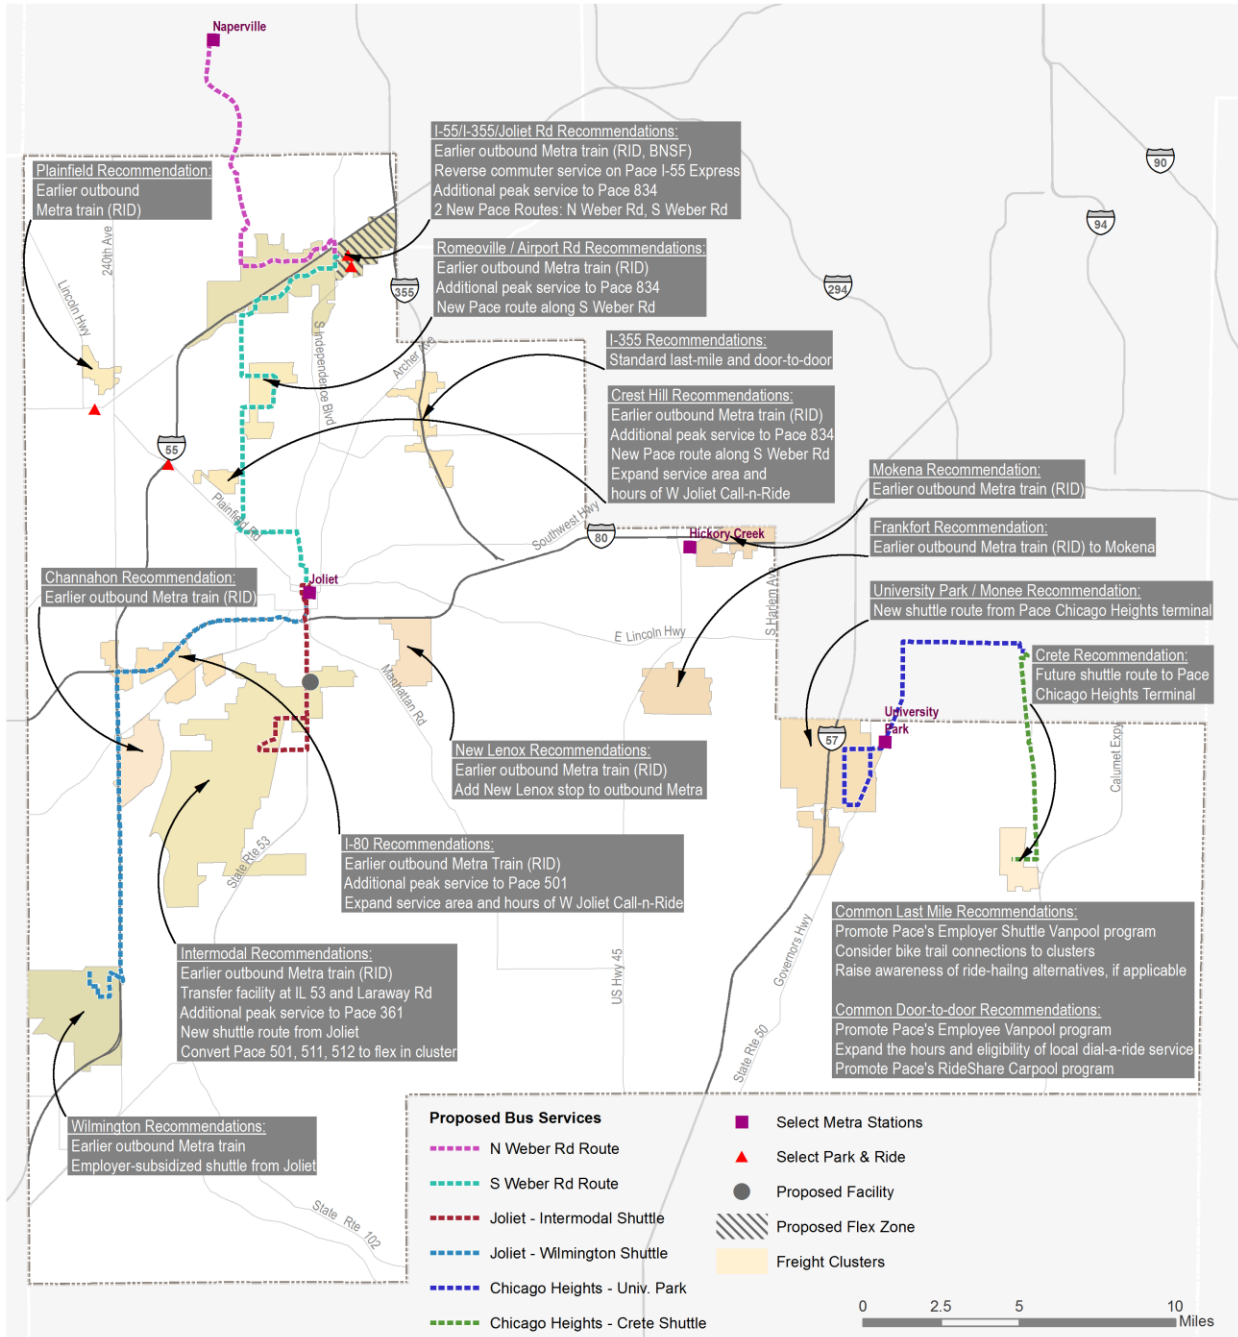 Naperville
I-55/I-355/Joliet Rd Recommendations:
Earlier outbound Metra train (RID, BNSF)
Reverse commuter service on Pace I-55 Express
Additional peak service to Pace 834
2 New Pace Routes: N Weber Rd, S Weber Rd
90
Plainfield Recommendation:
Earlier outbound
Metra train (RID)
94
240th Ave
Romeoville / Airport Rd Recommendations:
Earlier outbound Metra train (RID)
Additional peak service to Pace 834
New Pace route along S Weber Rd
355
294
Lincoln Hwy
S Independence Blvd
Archer Ave
I-355 Recommendations:
Standard last-mile and door-to-door
Crest Hill Recommendations:
Earlier outbound Metra train (RID)
Additional peak service to Pace 834
New Pace route along S Weber Rd
Expand service area and
hours of W Joliet Call-n-Ride
55
Plainfield Rd
Mokena Recommendation:
Earlier outbound Metra train (RID)
Southwest Hwy
80
Hickory Creek
Frankfort Recommendation:
Earlier outbound Metra train (RID) to Mokena
Channahon Recommendation:
Earlier outbound Metra train (RID)
Joliet
S Harlem Ave
University Park / Monee Recommendation:
New shuttle route from Pace Chicago Heights terminal
E Lincoln Hwy
Crete Recommendation:
Future shuttle route to Pace
Chicago Heights Terminal
Manhattan Rd
University
Park
57
Calumet Expy
New Lenox Recommendations:
Earlier outbound Metra train (RID)
Add New Lenox stop to outbound Metra
State Rte 53
I-80 Recommendations:
Earlier outbound Metra Train (RID)
Additional peak service to Pace 501
Expand service area and hours of W Joliet Call-n-Ride
Common Last Mile Recommendations:
Promote Pace's Employer Shuttle Vanpool program
Consider bike trail connections to clusters
Raise awareness of ride-hailng alternatives, if applicable
Common Door-to-door Recommendations:
Promote Pace's Employee Vanpool program
Expand the hours and eligibility of local dial-a-ride service
Promote Pace's RideShare Carpool program
Intermodal Recommendations:
Earlier outbound Metra train (RID)
Transfer facility at IL 53 and Laraway Rd
Additional peak service to Pace 361
New shuttle route from Joliet
Convert Pace 501, 511, 512 to flex in cluster
US Hwy 45
Governors Hwy
State Rte 50
Wilmington Recommendations:
Earlier outbound Metra train
Employer-subsidized shuttle from Joliet
State Rte 102
Proposed Bus Services
N Weber Rd Route
S Weber Rd Route
Joliet - Intermodal Shuttle
Joliet - Wilmington Shuttle
Chicago Heights - Univ. Park
Chicago Heights - Crete Shuttle
Select Metra Stations
Select Park & Ride
Proposed Facility
Proposed Flex Zone
Freight Clusters
0 2.5 5 10
Miles